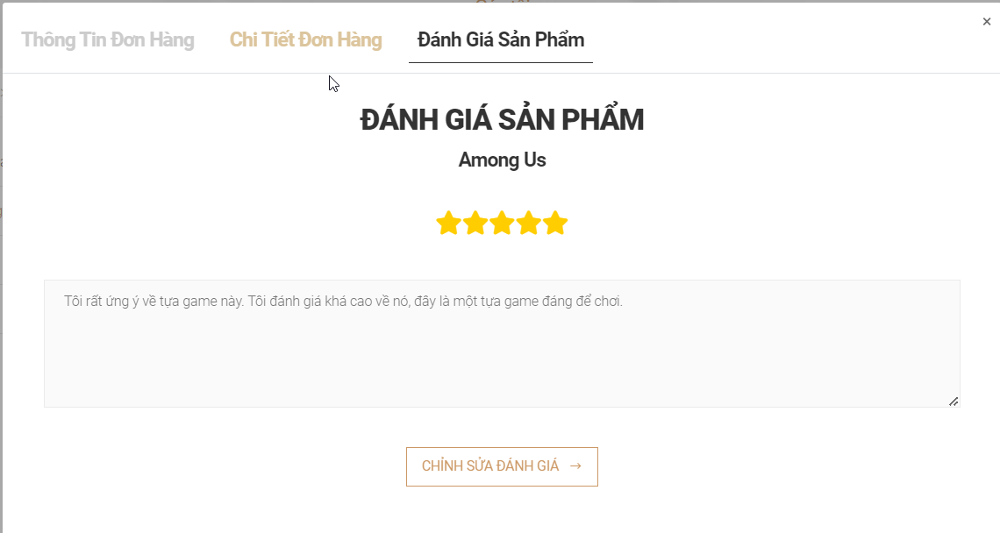 Thông Tin Đơn Hàng Chi Tiết Đơn Hàng Đánh Giá Sản Phẩm ×
ĐÁNH GIÁ SẢN PHẨM
Among Us
Tôi rất ứng ý về tựa game này. Tôi đánh giá khá cao về nó, đây là một tựa game đáng để chơi.
CHỈNH SỬA ĐÁNH GIÁ →